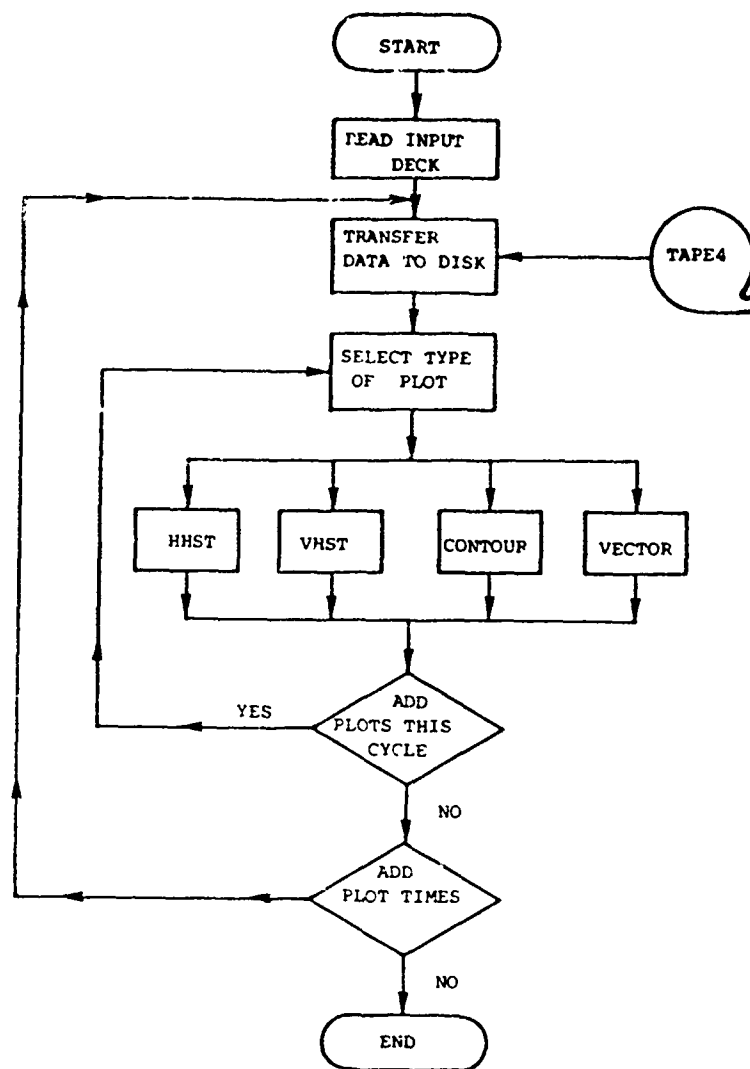 START
READ INPUT
DECK
TRANSFER
DATA TO DISK
TAPE4
SELECT TYPE
OF PLOT
HHST
VHST
CONTOUR
VECTOR
ADD
PLOTS THIS
CYCLE
YES
NO
ADD
PLOT TIMES
NO
END